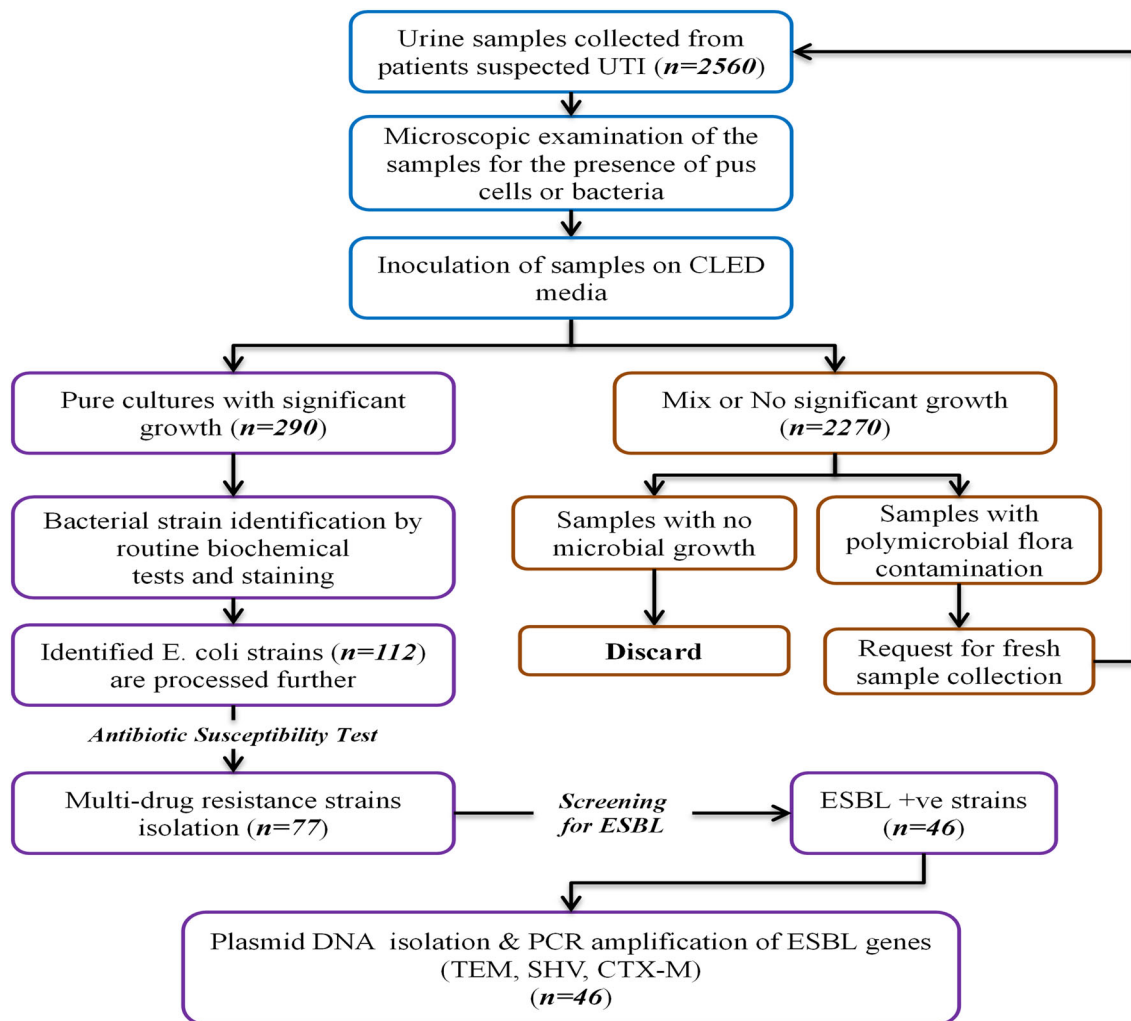 Urine samples collected from
patients suspected UTI (n=2560)
Microscopic examination of the
samples for the presence of pus
cells or bacteria
Inoculation of samples on CLED
media
Pure cultures with significant
growth (n=290)
Mix or No significant growth
(n=2270)
Bacterial strain identification by
routine biochemical
tests and staining
Samples with no
microbial growth
Samples with
polymicrobial flora
contamination
Identified E. coli strains (n=112)
are processed further
Discard
Request for fresh
sample collection
Antibiotic Susceptibility Test
Multi-drug resistance strains
isolation (n=77)
Screening
for ESBL
ESBL +ve strains
(n=46)
Plasmid DNA isolation & PCR amplification of ESBL genes
(TEM, SHV, CTX-M)
(n=46)